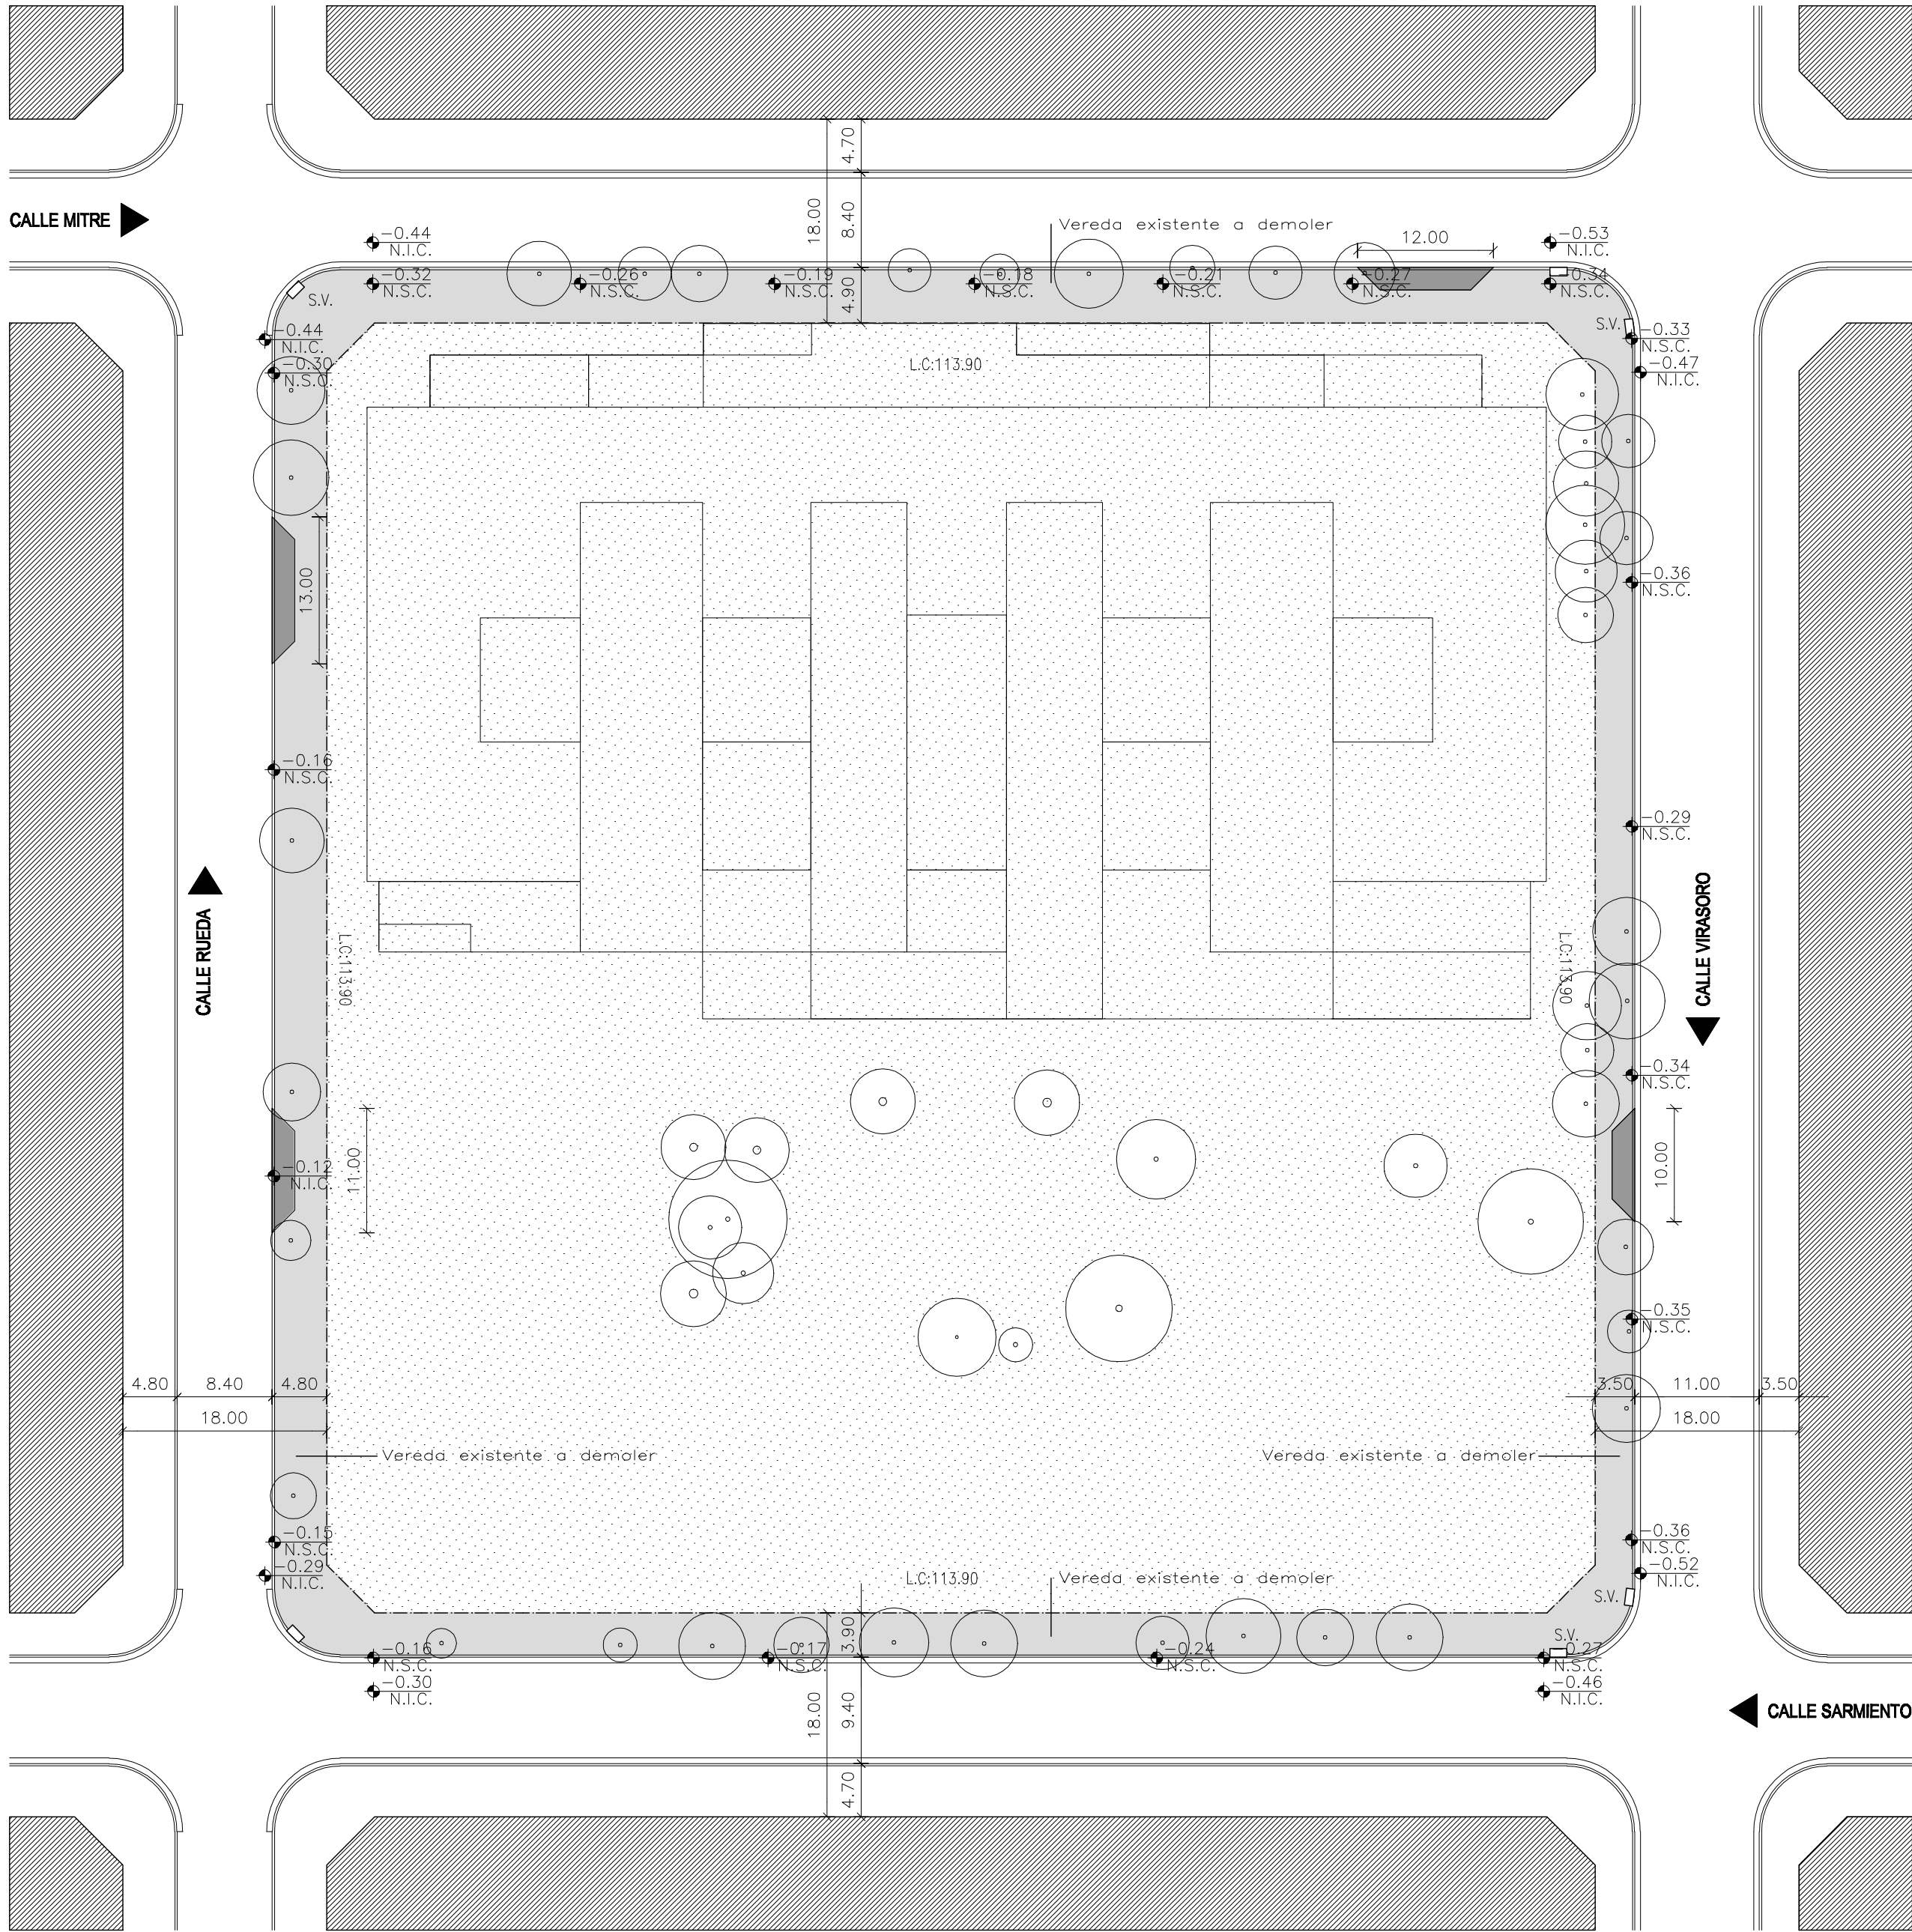 4.70
8.40
18.00
4.90
CALLE MITRE
Vereda existente a demoler
12.00
-0.44
N.I.C.
-0.53
N.I.C.
-0.32
N.S.C.
-0.26
N.S.C.
-0.19
N.S.C.
-0.18
N.S.C.
-0.21
N.S.C.
-0.27
N.S.C.
-0.34
N.S.C.
S.V.
S.V.
-0.44
N.I.C.
-0.30
N.S.C.
-0.33
N.S.C.
-0.47
N.I.C.
L.C:113.90
13.00
-0.36
N.S.C.
-0.16
N.S.C.
-0.29
N.S.C.
CALLE RUEDA
L.C:113.90
L.C:113.90
CALLE VIRASORO
-0.34
N.S.C.
11.00
-0.12
N.I.C.
10.00
-0.35
N.S.C.
4.80
8.40
4.80
18.00
3.50
11.00
3.50
18.00
Vereda existente a demoler
Vereda existente a demoler
-0.15
N.S.C.
-0.29
N.I.C.
-0.36
N.S.C.
-0.52
N.I.C.
S.V.
L.C:113.90
Vereda existente a demoler
3.90
S.V.
-0.16
N.S.C.
-0.17
N.S.C.
-0.24
N.S.C.
-0.27
N.S.C.
-0.30
N.I.C.
-0.46
N.I.C.
18.00
9.40
CALLE SARMIENTO
4.70